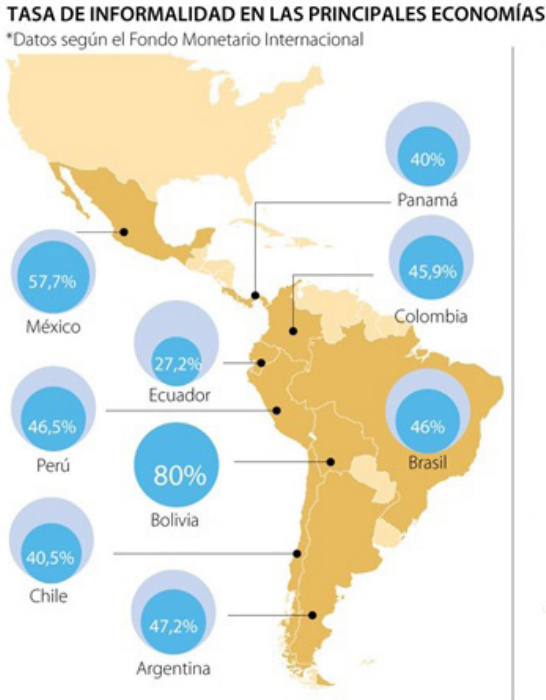 TASA DE INFORMALIDAD EN LAS PRINCIPALES ECONOMÍAS
*Datos según el Fondo Monetario Internacional
40%
Panamá
45,9%
Colombia
57,7%
México
27,2%
Ecuador
46,5%
Perú
46%
Brasil
80%
Bolivia
40,5%
Chile
47,2%
Argentina